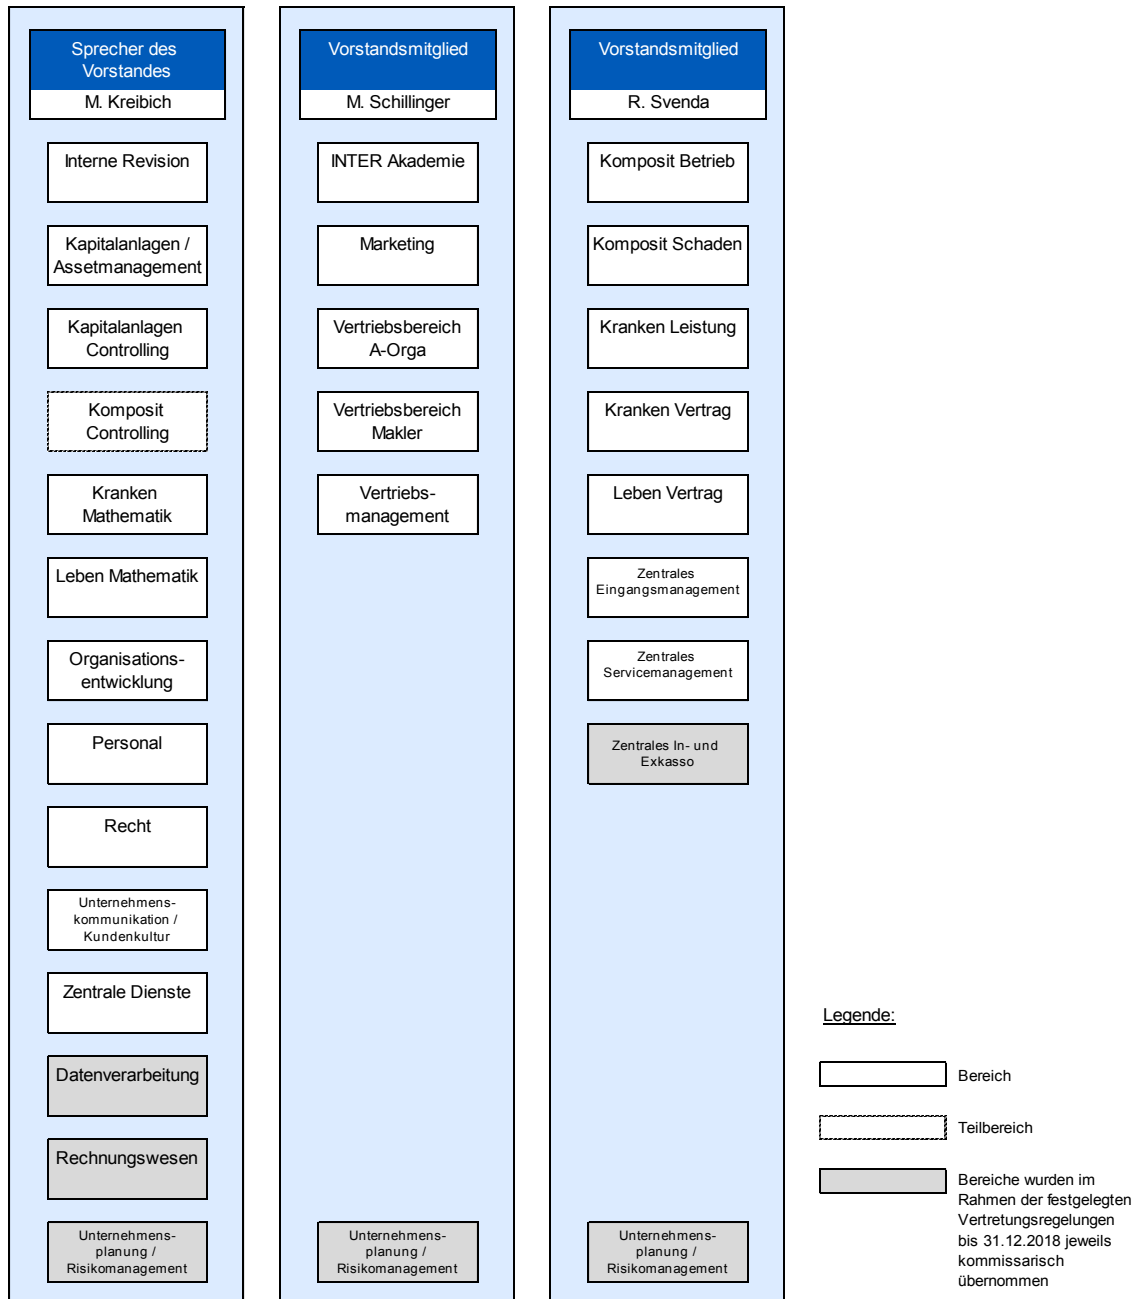 Sprecher des
Vorstandes
M. Kreibich
Interne Revision
Kapitalanlagen /
Assetmanagement
Kapitalanlagen
Controlling
Komposit
Controlling
Kranken
Mathematik
Leben Mathematik
Organisations-
entwicklung
Personal
Recht
Unternehmens-
kommunikation /
Kundenkultur
Zentrale Dienste
Datenverarbeitung
Rechnungswesen
Unternehmens-
planung /
Risikomanagement
Vorstandsmitglied
M. Schillinger
INTER Akademie
Marketing
Vertriebsbereich
A-Orga
Vertriebsbereich
Makler
Vertriebs-
management
Unternehmens-
planung /
Risikomanagement
Vorstandsmitglied
R. Svenda
Komposit Betrieb
Komposit Schaden
Kranken Leistung
Kranken Vertrag
Leben Vertrag
Zentrales
Eingangsmanagement
Zentrales
Servicemanagement
Zentrales In- und
Exkasso
Unternehmens-
planung /
Risikomanagement
Legende:
Bereich
Teilbereich
Bereiche wurden im
Rahmen der festgelegten
Vertretungsregelungen
bis 31.12.2018 jeweils
kommissarisch
übernommen